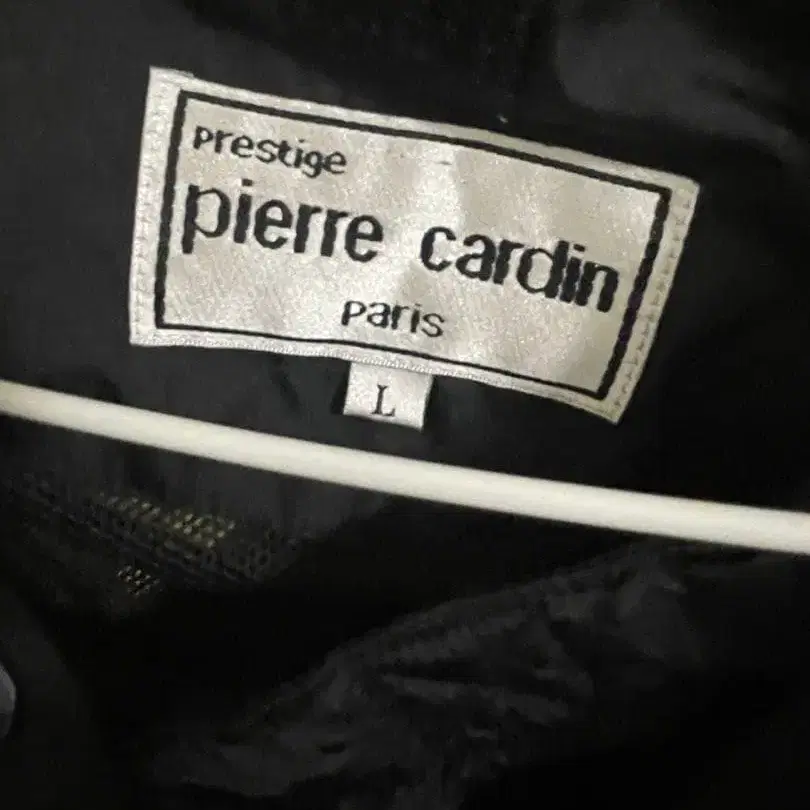 prestige
pierre cardin
paris
L